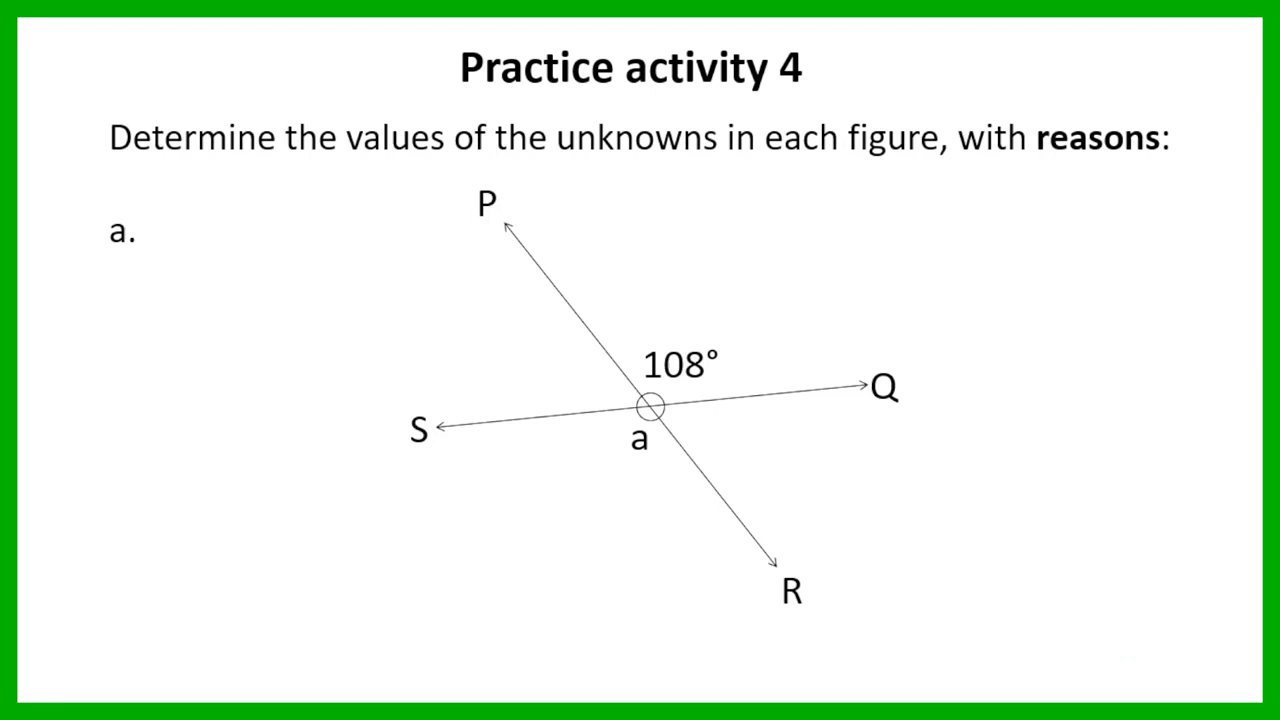 Practice activity 4
Determine the values of the unknowns in each figure, with reasons:
P
a.
108°
Q
S
a
R